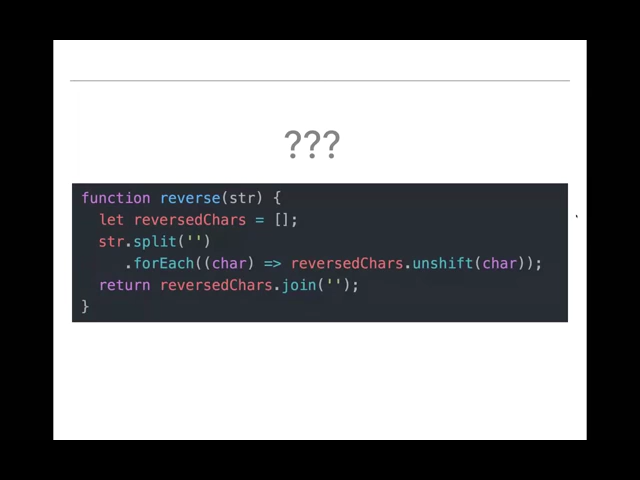 ???
function reverse(str) {
  let reversedChars = [];
  str.split('')
     .forEach((char) => reversedChars.unshift(char));
  return reversedChars.join('');
}